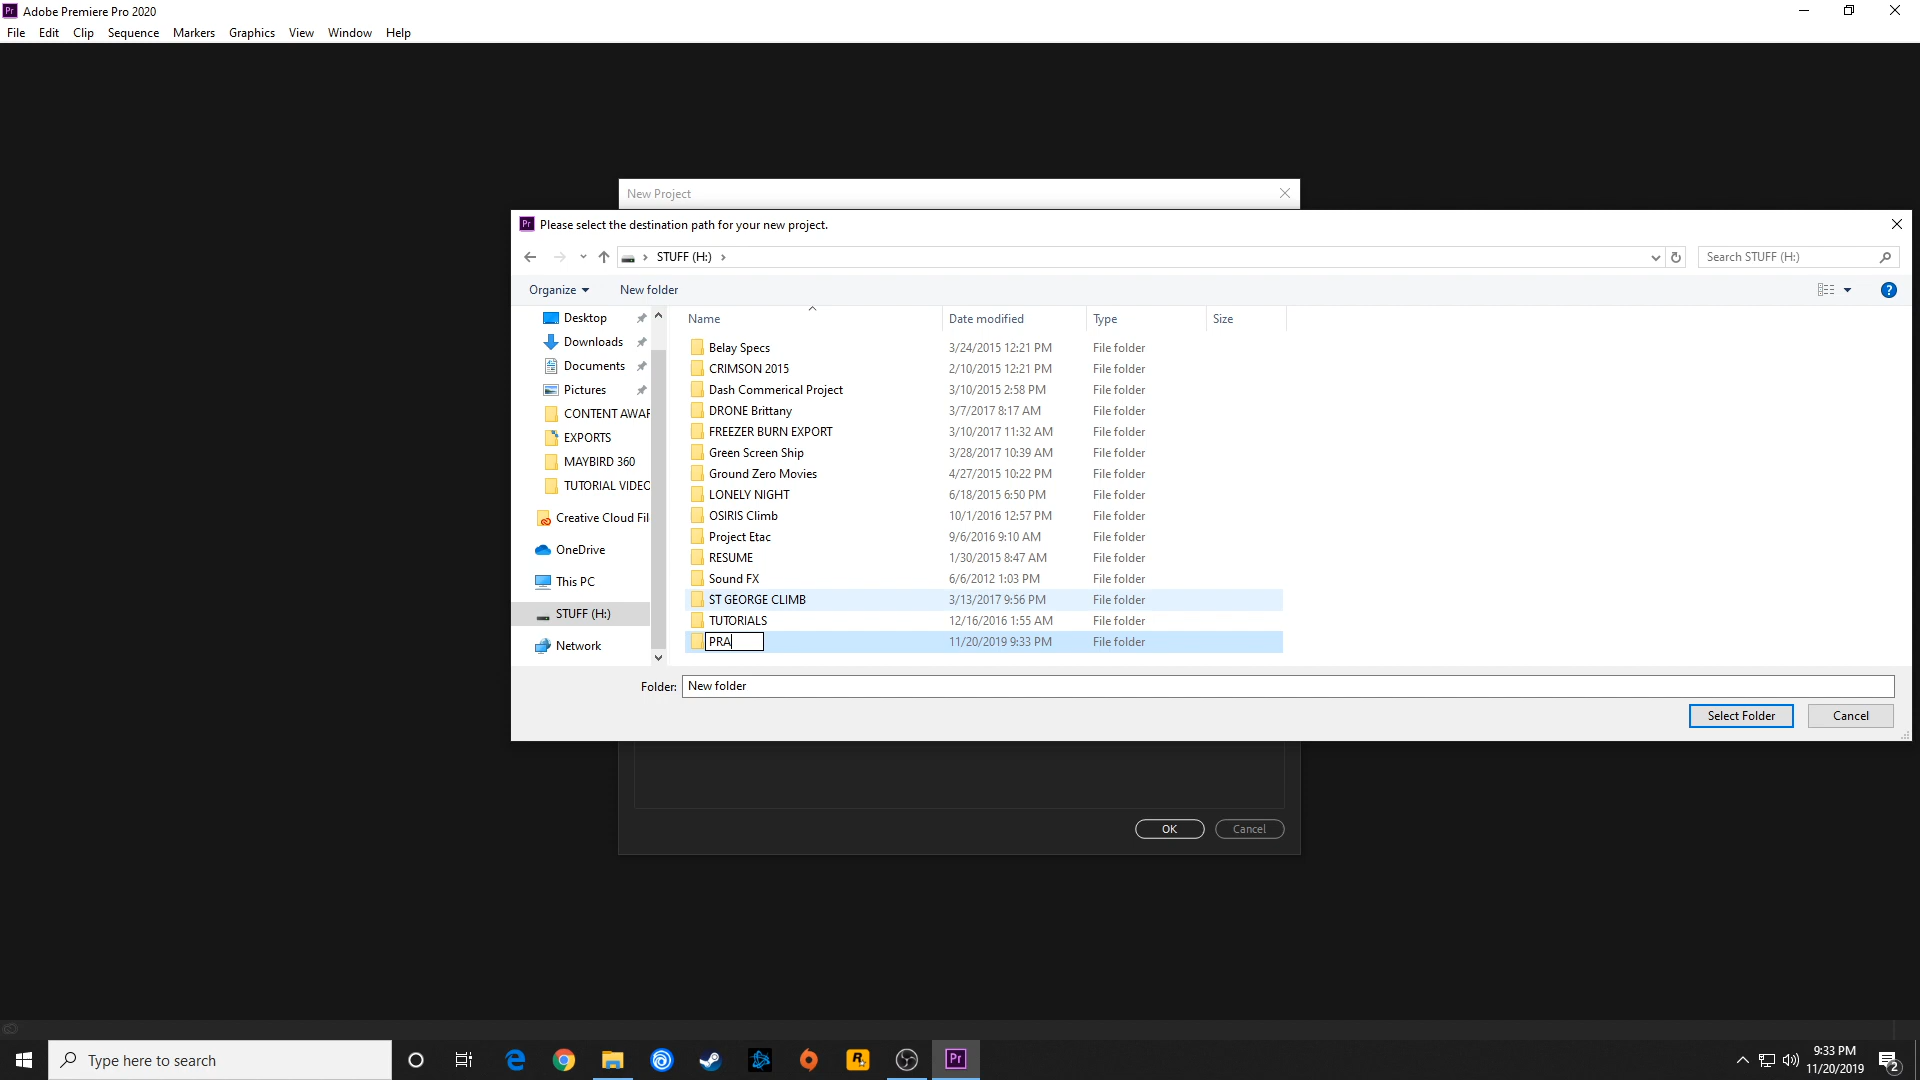 Adobe Premiere Pro 2020
File Edit Clip Sequence Markers Graphics View Window Help
New Project
Please select the destination path for your new project.
STUFF (H:)
Search STUFF (H:)
Organize New folder
Name Date modified Type Size
Desktop
Downloads
Documents
Pictures
CONTENT AWAR
EXPORTS
MAYBIRD 360
TUTORIAL VIDEO
Creative Cloud Fil
OneDrive
This PC
STUFF (H:)
Network
Belay Specs 3/24/2015 12:21 PM File folder
CRIMSON 2015 2/10/2015 12:21 PM File folder
Dash Commerical Project 3/10/2015 2:58 PM File folder
DRONE Brittany 3/7/2017 8:17 AM File folder
FREEZER BURN EXPORT 3/10/2017 11:32 AM File folder
Green Screen Ship 3/28/2017 10:39 AM File folder
Ground Zero Movies 4/27/2015 10:22 PM File folder
LONELY NIGHT 6/18/2015 6:50 PM File folder
OSIRIS Climb 10/1/2016 12:57 PM File folder
Project Etac 9/6/2016 9:10 AM File folder
RESUME 1/30/2015 8:47 AM File folder
Sound FX 6/6/2012 1:03 PM File folder
ST GEORGE CLIMB 3/13/2017 9:56 PM File folder
TUTORIALS 12/16/2016 1:55 AM File folder
PRA 11/20/2019 9:33 PM File folder
Folder: New folder
Select Folder Cancel
OK Cancel
Type here to search
9:33 PM
11/20/2019
2